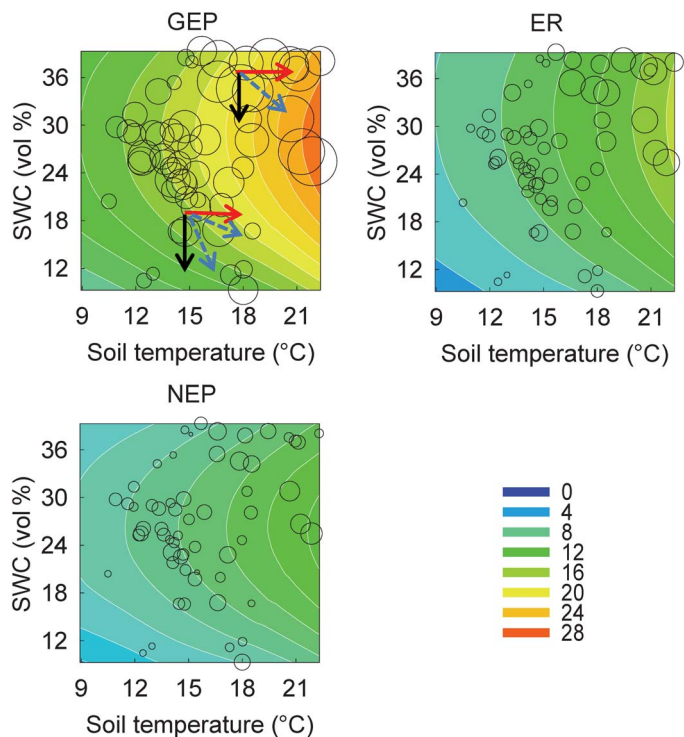 GEP
36
30
24
18
12
SWC (vol %)
9 12 15 18 21
Soil temperature (°C)
ER
36
30
24
18
12
SWC (vol %)
9 12 15 18 21
Soil temperature (°C)
NEP
36
30
24
18
12
SWC (vol %)
9 12 15 18 21
Soil temperature (°C)
0
4
8
12
16
20
24
28